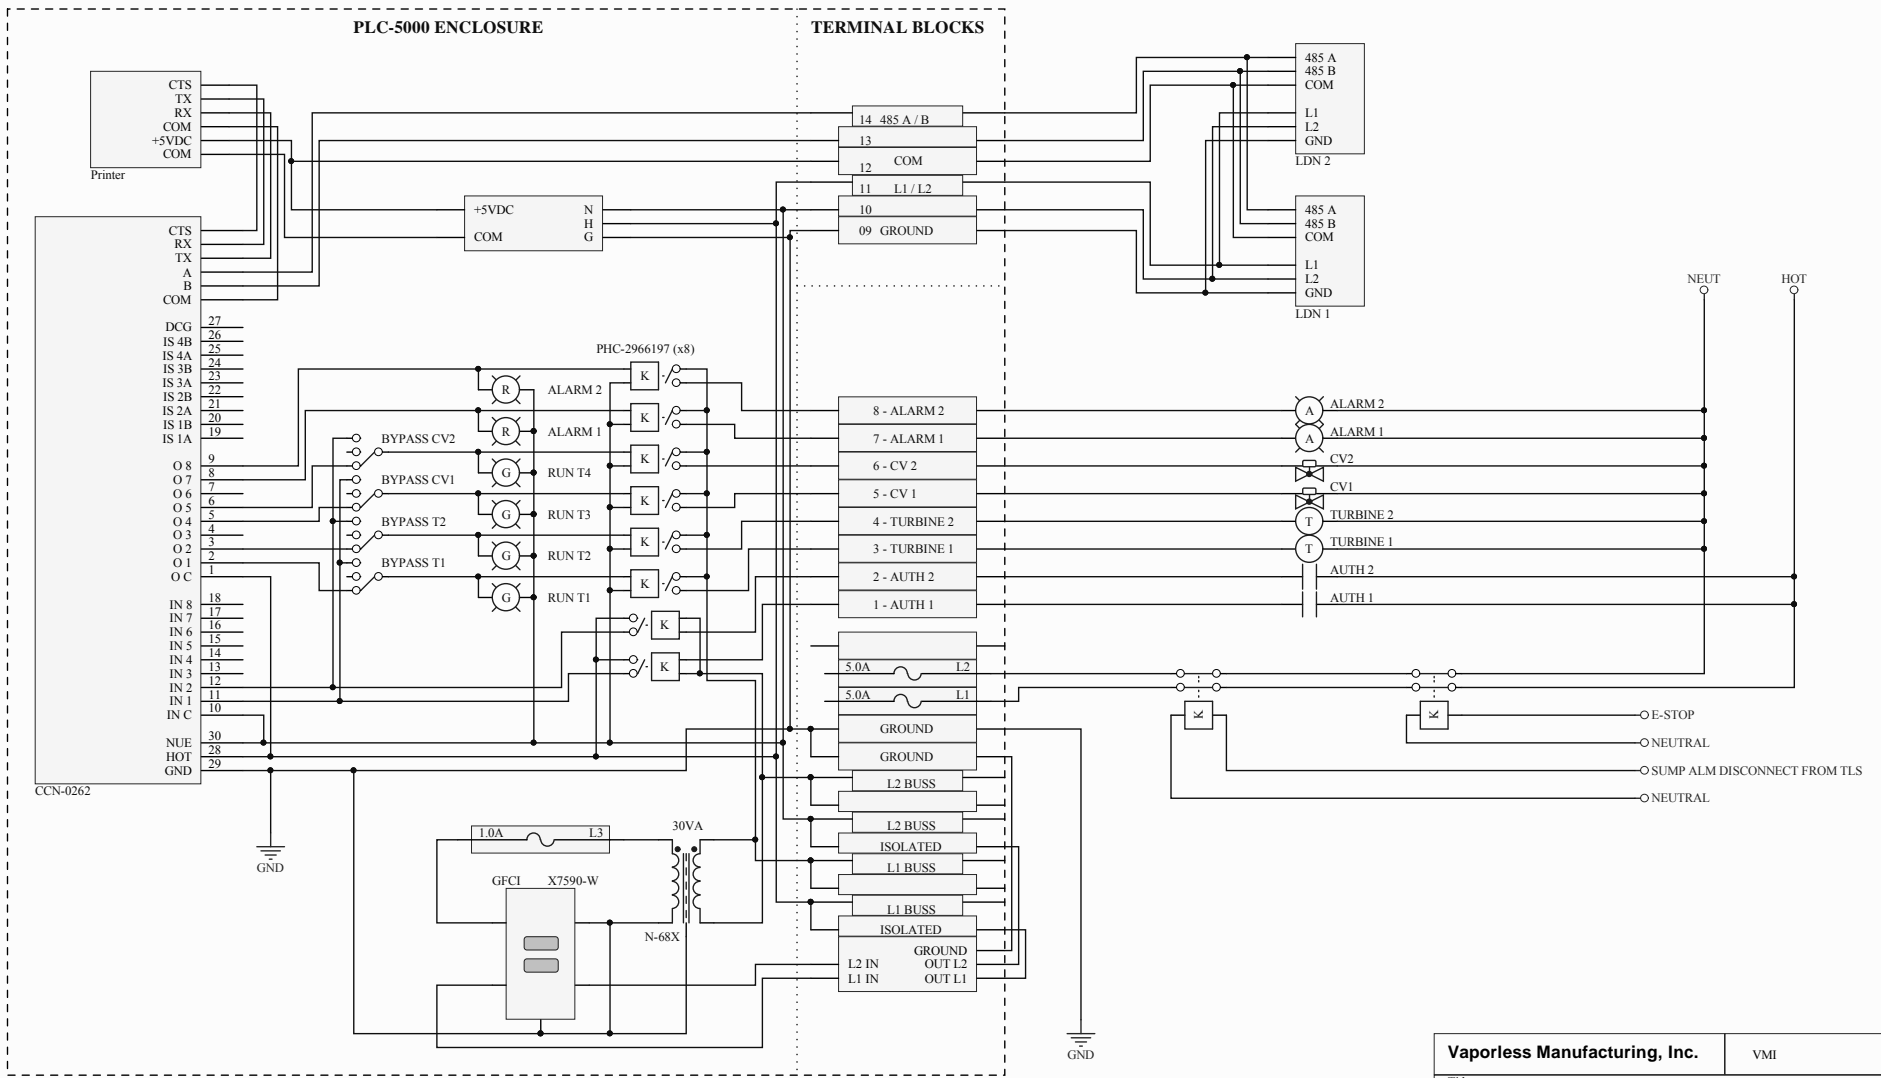 PLC-5000 ENCLOSURE
TERMINAL BLOCKS
CTS
TX
RX
COM
+5VDC
COM
Printer
CTS
RX
TX
A
B
COM
DCG 27
IS 4B 26
IS 4A 25
IS 3B 24
IS 3A 23
IS 2B 22
IS 2A 21
IS 1B 20
IS 1A 19
O 8 9
O 7 8
O 6 7
O 5 6
O 4 5
O 3 4
O 2 3
O 1 2
O C 1
IN 8 18
IN 7 17
IN 6 16
IN 5 15
IN 4 14
IN 3 13
IN 2 12
IN 1 11
IN C 10
NUE 30
HOT 28
GND 29
CCN-0262
+5VDC N
H
COM G
PHC-2966197 (x8)
R ALARM 2 K
R ALARM 1 K
BYPASS CV2
G RUN T4 K
BYPASS CV1
G RUN T3 K
BYPASS T2
G RUN T2 K
BYPASS T1
G RUN T1 K
K
K
GND
1.0A L3
30VA
GFCI X7590-W
N-68X
14 485 A / B
13
12 COM
11 L1 / L2
10
09 GROUND
8 - ALARM 2
7 - ALARM 1
6 - CV 2
5 - CV 1
4 - TURBINE 2
3 - TURBINE 1
2 - AUTH 2
1 - AUTH 1
5.0A L2
5.0A L1
GROUND
GROUND
L2 BUSS
L2 BUSS
ISOLATED
L1 BUSS
L1 BUSS
ISOLATED
GROUND
L2 IN OUT L2
L1 IN OUT L1
GND
485 A
485 B
COM
L1
L2
GND
LDN 2
485 A
485 B
COM
L1
L2
GND
LDN 1
NEUT
HOT
A ALARM 2
A ALARM 1
CV2
CV1
T TURBINE 2
T TURBINE 1
AUTH 2
AUTH 1
K
K
E-STOP
NEUTRAL
SUMP ALM DISCONNECT FROM TLS
NEUTRAL
Vaporless Manufacturing, Inc.
VMI